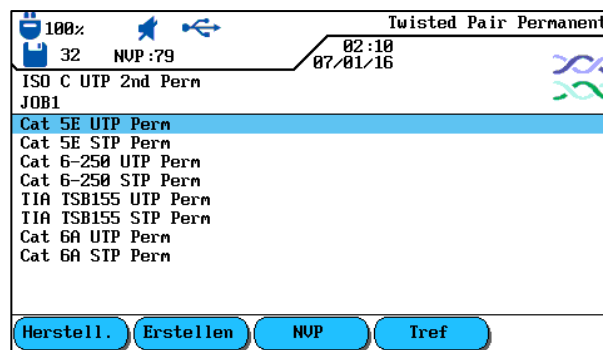 100% Twisted Pair Permanent
32 NVP:79 02:10
07/01/16
ISO C UTP 2nd Perm
JOB1
Cat 5E UTP Perm
Cat 5E STP Perm
Cat 6-250 UTP Perm
Cat 6-250 STP Perm
TIA TSB155 UTP Perm
TIA TSB155 STP Perm
Cat 6A UTP Perm
Cat 6A STP Perm
Herstell. Erstellen NVP Tref